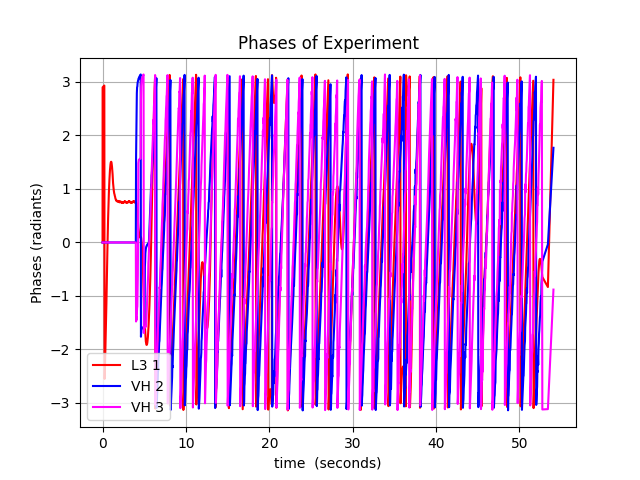 Phases of Experiment
Phases (radiants)
3
2
1
0
−1
−2
−3
L3 1
VH 2
VH 3
0 10 20 30 40 50
time (seconds)